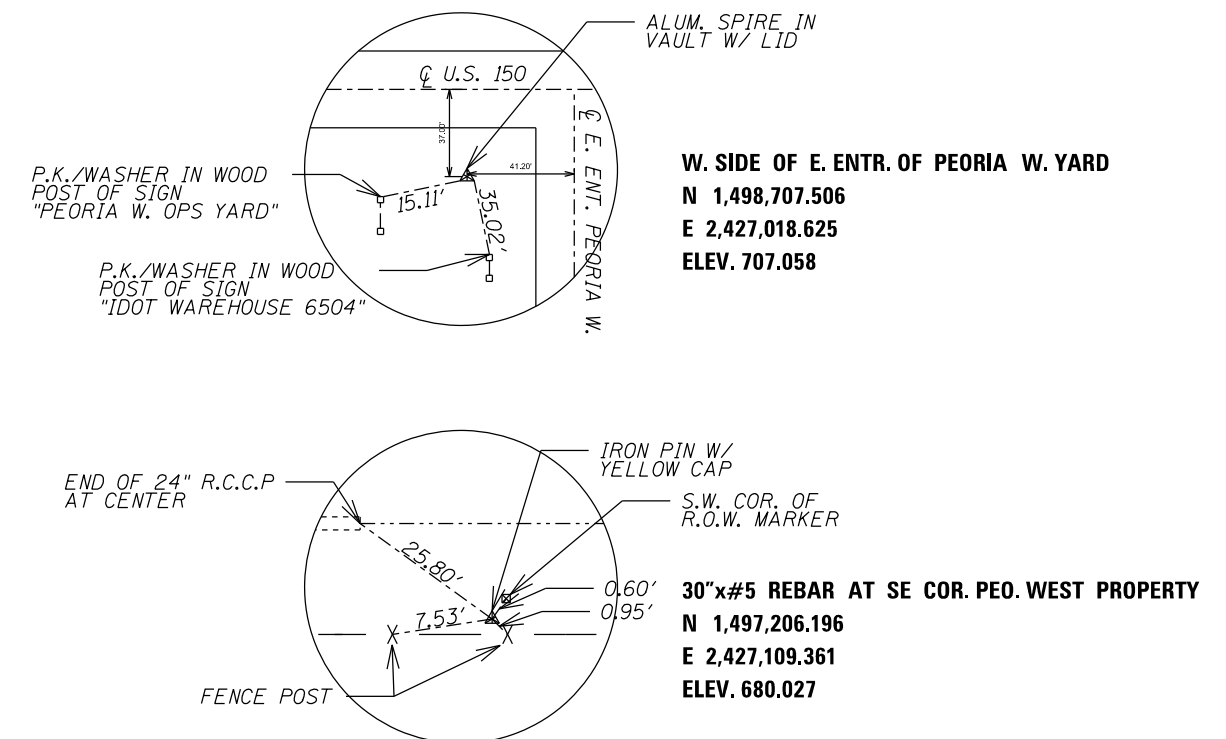 ALUM. SPIRE IN
VAULT W/ LID
℄ U.S. 150
37.00'
41.20'
℄ E. ENT. PEORIA W.
P.K./WASHER IN WOOD
POST OF SIGN
"PEORIA W. OPS YARD"
15.11'
35.02'
P.K./WASHER IN WOOD
POST OF SIGN
"IDOT WAREHOUSE 6504"
W. SIDE OF E. ENTR. OF PEORIA W. YARD
N 1,498,707.506
E 2,427,018.625
ELEV. 707.058
IRON PIN W/
YELLOW CAP
END OF 24" R.C.C.P
AT CENTER
S.W. COR. OF
R.O.W. MARKER
25.80'
0.60'
0.95'
7.53'
FENCE POST
30"x#5 REBAR AT SE COR. PEO. WEST PROPERTY
N 1,497,206.196
E 2,427,109.361
ELEV. 680.027